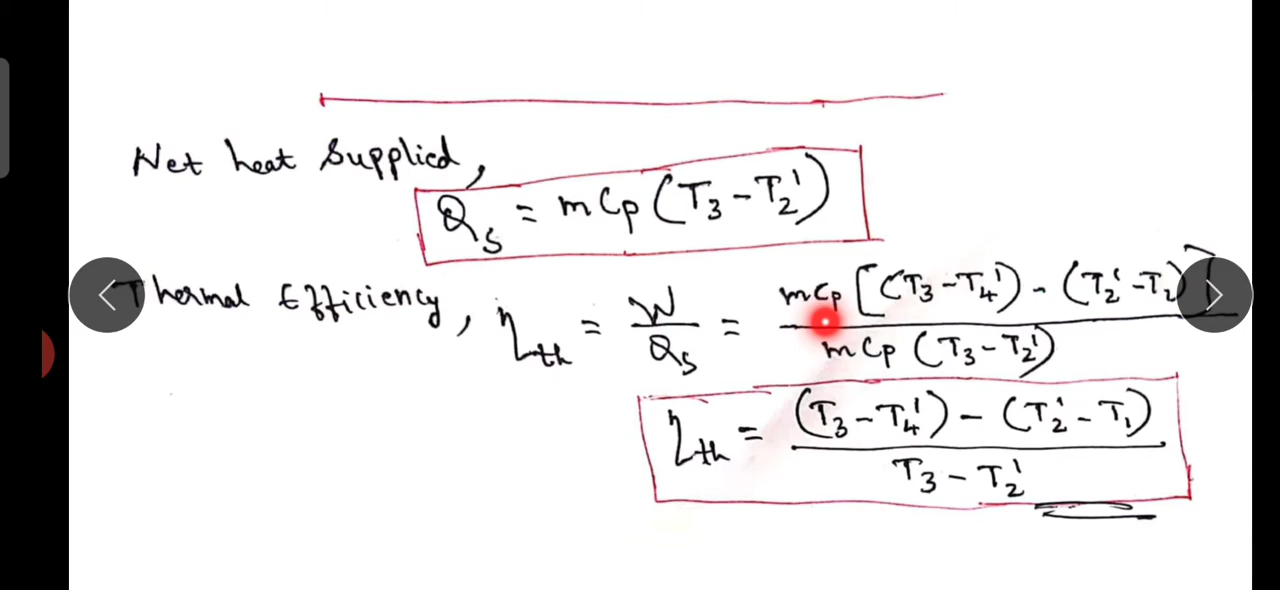 Net heat Supplied,
Qs = mCp (T3 - T2')
Thermal Efficiency, ηth = W/Qs = mCp [(T3 - T4') - (T2' - T1)] / mCp (T3 - T2')
ηth = (T3 - T4') - (T2' - T1) / T3 - T2'